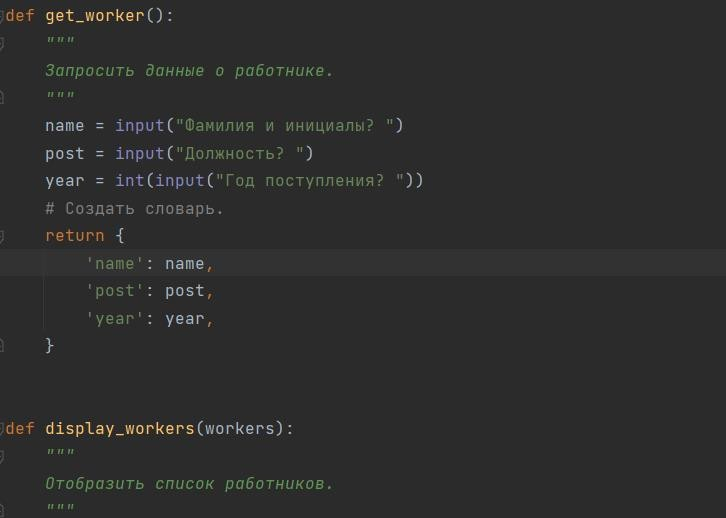 def get_worker():
    """
    Запросить данные о работнике.
    """
    name = input("Фамилия и инициалы? ")
    post = input("Должность? ")
    year = int(input("Год поступления? "))
    # Создать словарь.
    return {
        'name': name,
        'post': post,
        'year': year,
    }
def display_workers(workers):
    """
    Отобразить список работников.
    """